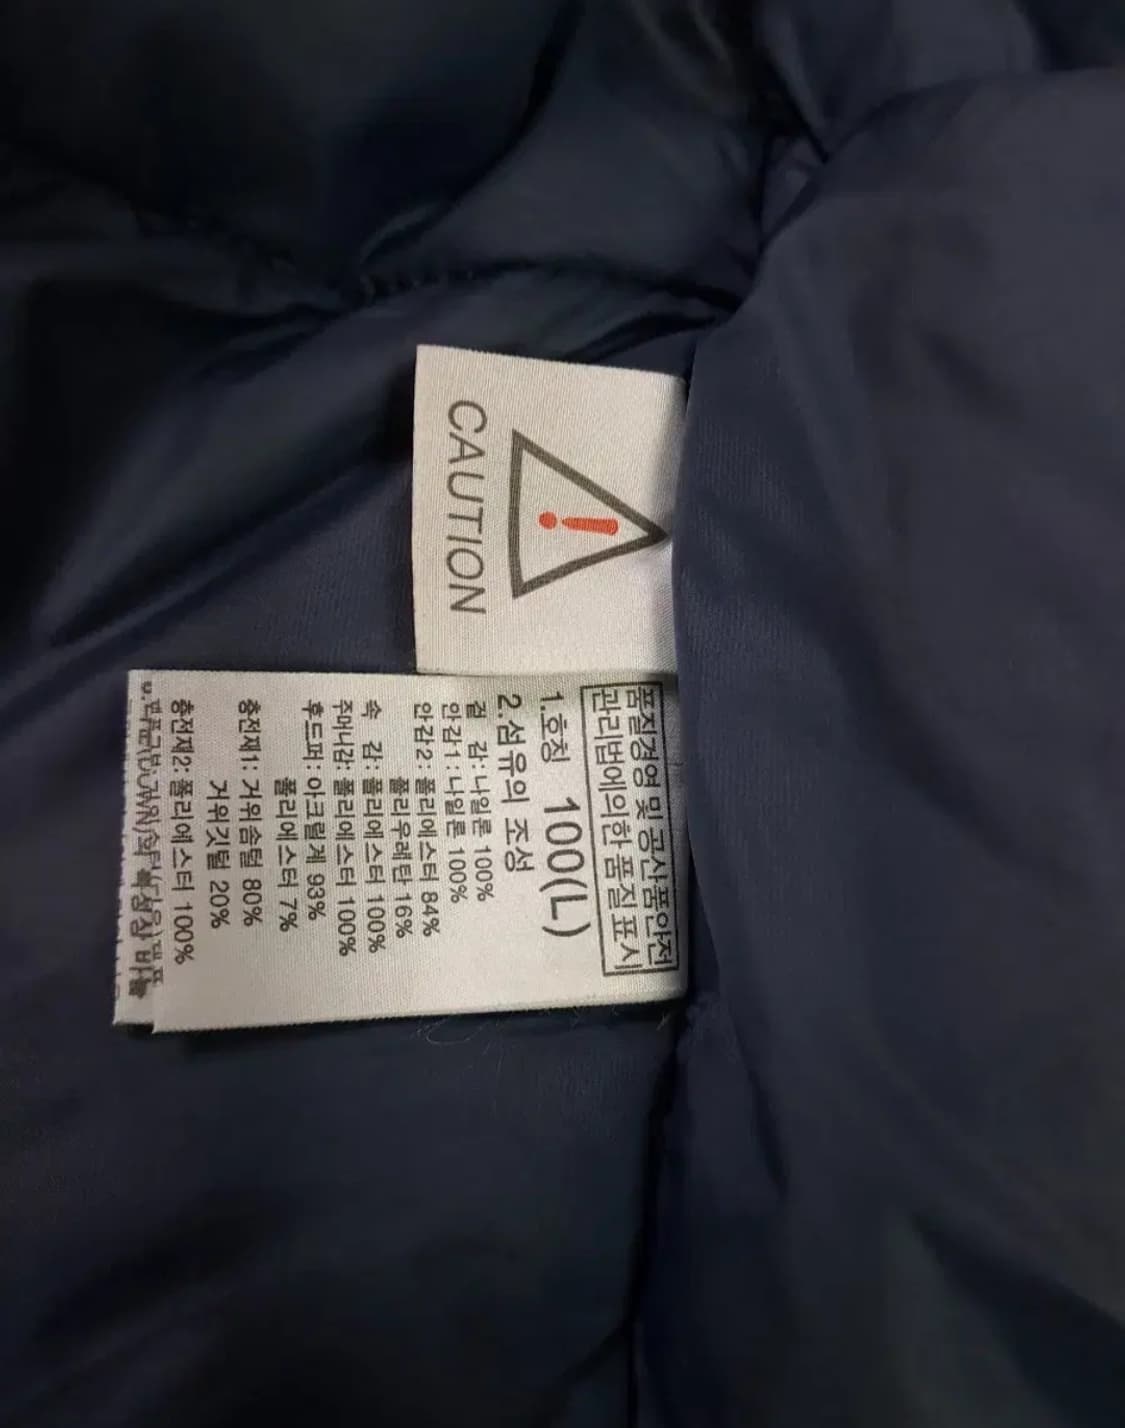 CAUTION
품질경영 및 공산품안전
관리법에의한 품질표시
1.호칭 100(L)
2.섬유의 조성
겉 감:나일론 100%
안감1:나일론 100%
안감2: 폴리에스터 84%
폴리우레탄 16%
속 감: 폴리에스터 100%
주머니감: 폴리에스터 100%
후드퍼: 아크릴계 93%
폴리에스터 7%
충전재1: 거위솜털 80%
거위깃털 20%
충전재2: 폴리에스터 100%